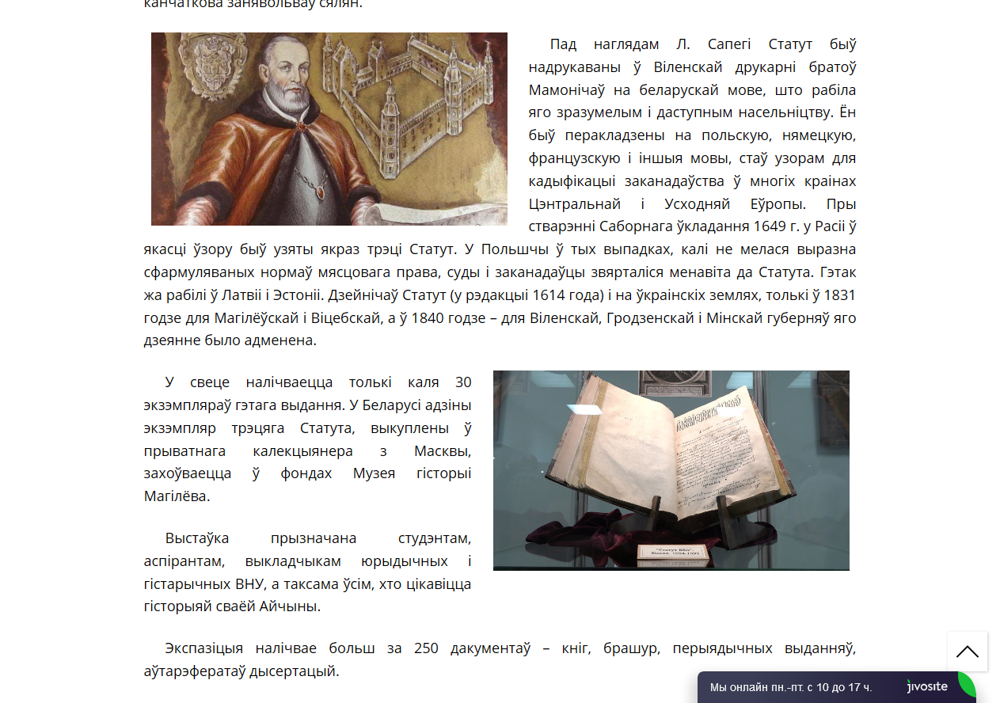 канчаткова занявольваў сялян.
Пад наглядам Л. Сапегі Статут быў
надрукаваны ў Віленскай друкарні братоў
Мамонічаў на беларускай мове, што рабіла
яго зразумелым і даступным насельніцтву. Ён
быў перакладзены на польскую, нямецкую,
французскую і іншыя мовы, стаў узорам для
кадыфікацыі заканадаўства ў многіх краінах
Цэнтральнай і Усходняй Еўропы. Пры
стварэнні Саборнага ўкладання 1649 г. у Расіі ў
якасці ўзору быў узяты якраз трэці Статут. У Польшчы ў тых выпадках, калі не мелася выразна
сфармуляваных нормаў мясцовага права, суды і заканадаўцы звярталіся менавіта да Статута. Гэтак
жа рабілі ў Латвіі і Эстоніі. Дзейнічаў Статут (у рэдакцыі 1614 года) і на ўкраінскіх землях, толькі ў 1831
годзе для Магілёўскай і Віцебскай, а ў 1840 годзе – для Віленскай, Гродзенскай і Мінскай губерняў яго
дзеянне было адменена.
У свеце налічваецца толькі каля 30
экзэмпляраў гэтага выдання. У Беларусі адзіны
экзэмпляр трэцяга Статута, выкуплены ў
прыватнага калекцыянера з Масквы,
захоўваецца ў фондах Музея гісторыі
Магілёва.
"Статут ВКЛ".
Вільня. 1594-1595
Выстаўка прызначана студэнтам,
аспірантам, выкладчыкам юрыдычных і
гістарычных ВНУ, а таксама ўсім, хто цікавіцца
гісторыяй сваёй Айчыны.
Экспазіцыя налічвае больш за 250 дакументаў – кніг, брашур, перыядычных выданняў,
аўтарэфератаў дысертацый.
Мы онлайн пн.-пт. с 10 до 17 ч.
jivosite